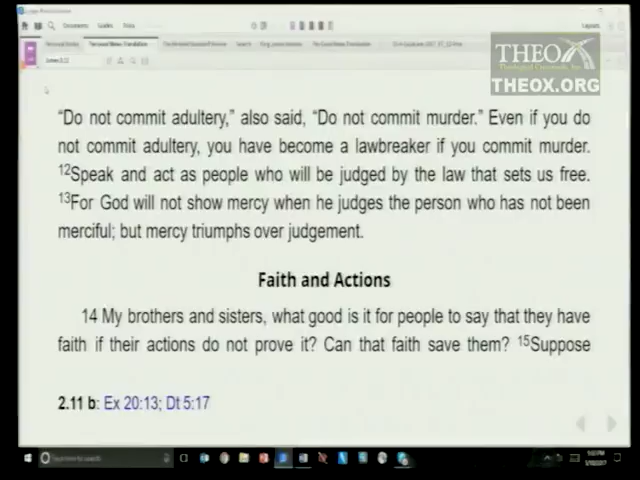 Documents Guides
Layouts
THEOX
THEOX.ORG
“Do not commit adultery,” also said, “Do not commit murder.” Even if you do
not commit adultery, you have become a lawbreaker if you commit murder.
12Speak and act as people who will be judged by the law that sets us free.
13For God will not show mercy when he judges the person who has not been
merciful; but mercy triumphs over judgement.
Faith and Actions
14 My brothers and sisters, what good is it for people to say that they have
faith if their actions do not prove it? Can that faith save them? 15Suppose
2.11 b: Ex 20:13; Dt 5:17